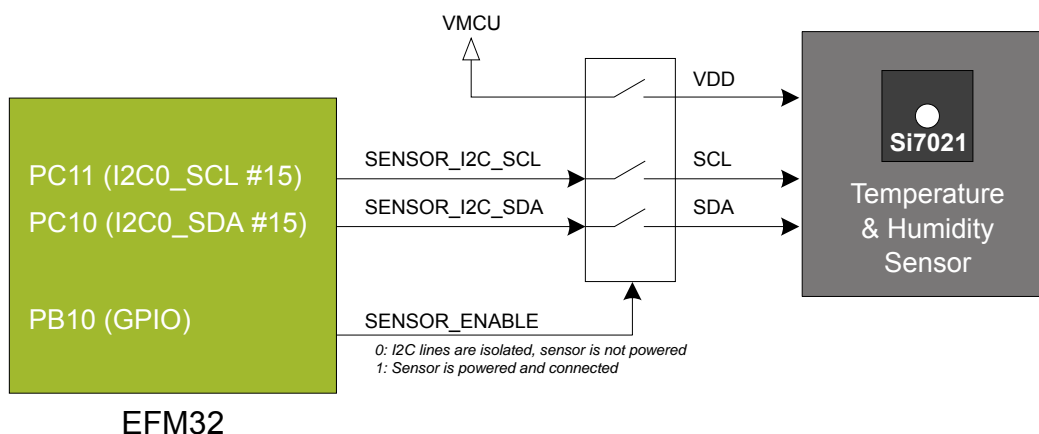 VMCU
VDD
Si7021
PC11 (I2C0_SCL #15)
SENSOR_I2C_SCL
SCL
PC10 (I2C0_SDA #15)
SENSOR_I2C_SDA
SDA
Temperature
& Humidity
Sensor
PB10 (GPIO)
SENSOR_ENABLE
0: I2C lines are isolated, sensor is not powered
1: Sensor is powered and connected
EFM32